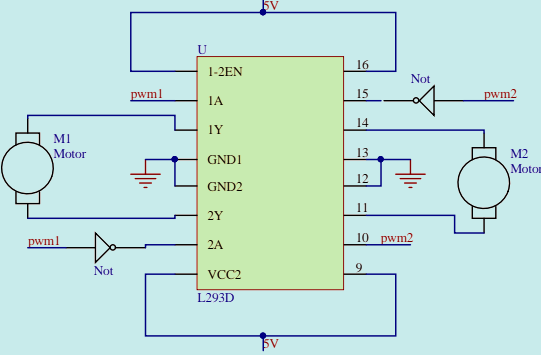 5V
U
1-2EN 16
pwm1 1A 15 Not pwm2
1Y 14
M1
Motor
GND1 13
GND2 12
M2
Motor
2Y 11
pwm1 Not 2A 10 pwm2
VCC2 9
L293D
5V